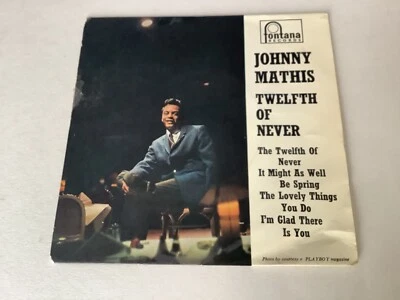 fontana
RECORDS
JOHNNY
MATHIS
TWELFTH
OF
NEVER
The Twelfth Of
Never
It Might As Well
Be Spring
The Lovely Things
You Do
I'm Glad There
Is You
Photo by courtesy o PLAYBOY magazine